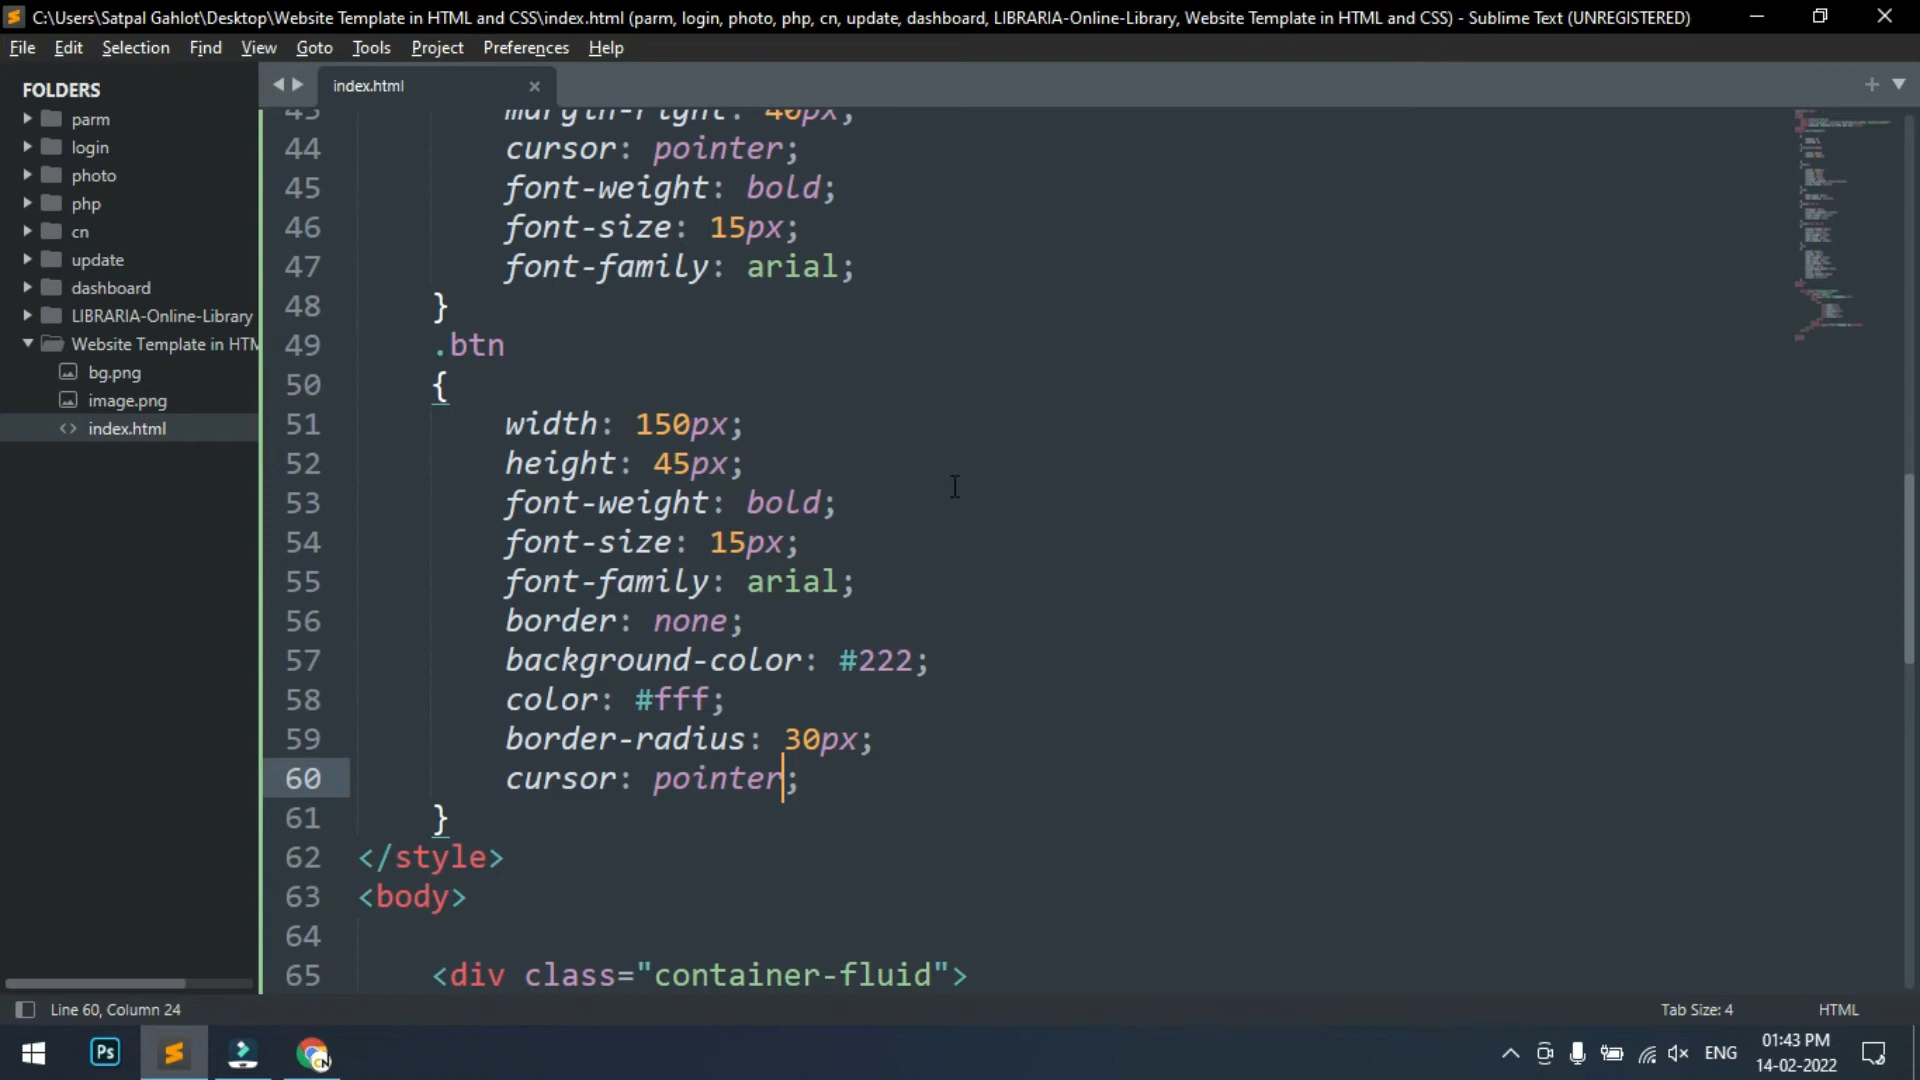 C:\Users\Satpal Gahlot\Desktop\Website Template in HTML and CSS\index.html (parm, login, photo, php, cn, update, dashboard, LIBRARIA-Online-Library, Website Template in HTML and CSS) - Sublime Text (UNREGISTERED)
File Edit Selection Find View Goto Tools Project Preferences Help
FOLDERS
parm
login
photo
php
cn
update
dashboard
LIBRARIA-Online-Library
Website Template in HTM
bg.png
image.png
index.html
index.html
43 margin-right: 40px;
44 cursor: pointer;
45 font-weight: bold;
46 font-size: 15px;
47 font-family: arial;
48 }
49 .btn
50 {
51 width: 150px;
52 height: 45px;
53 font-weight: bold;
54 font-size: 15px;
55 font-family: arial;
56 border: none;
57 background-color: #222;
58 color: #fff;
59 border-radius: 30px;
60 cursor: pointer;
61 }
62 </style>
63 <body>
64
65 <div class="container-fluid">
Line 60, Column 24
Tab Size: 4
HTML
Ps
ENG
01:43 PM
14-02-2022